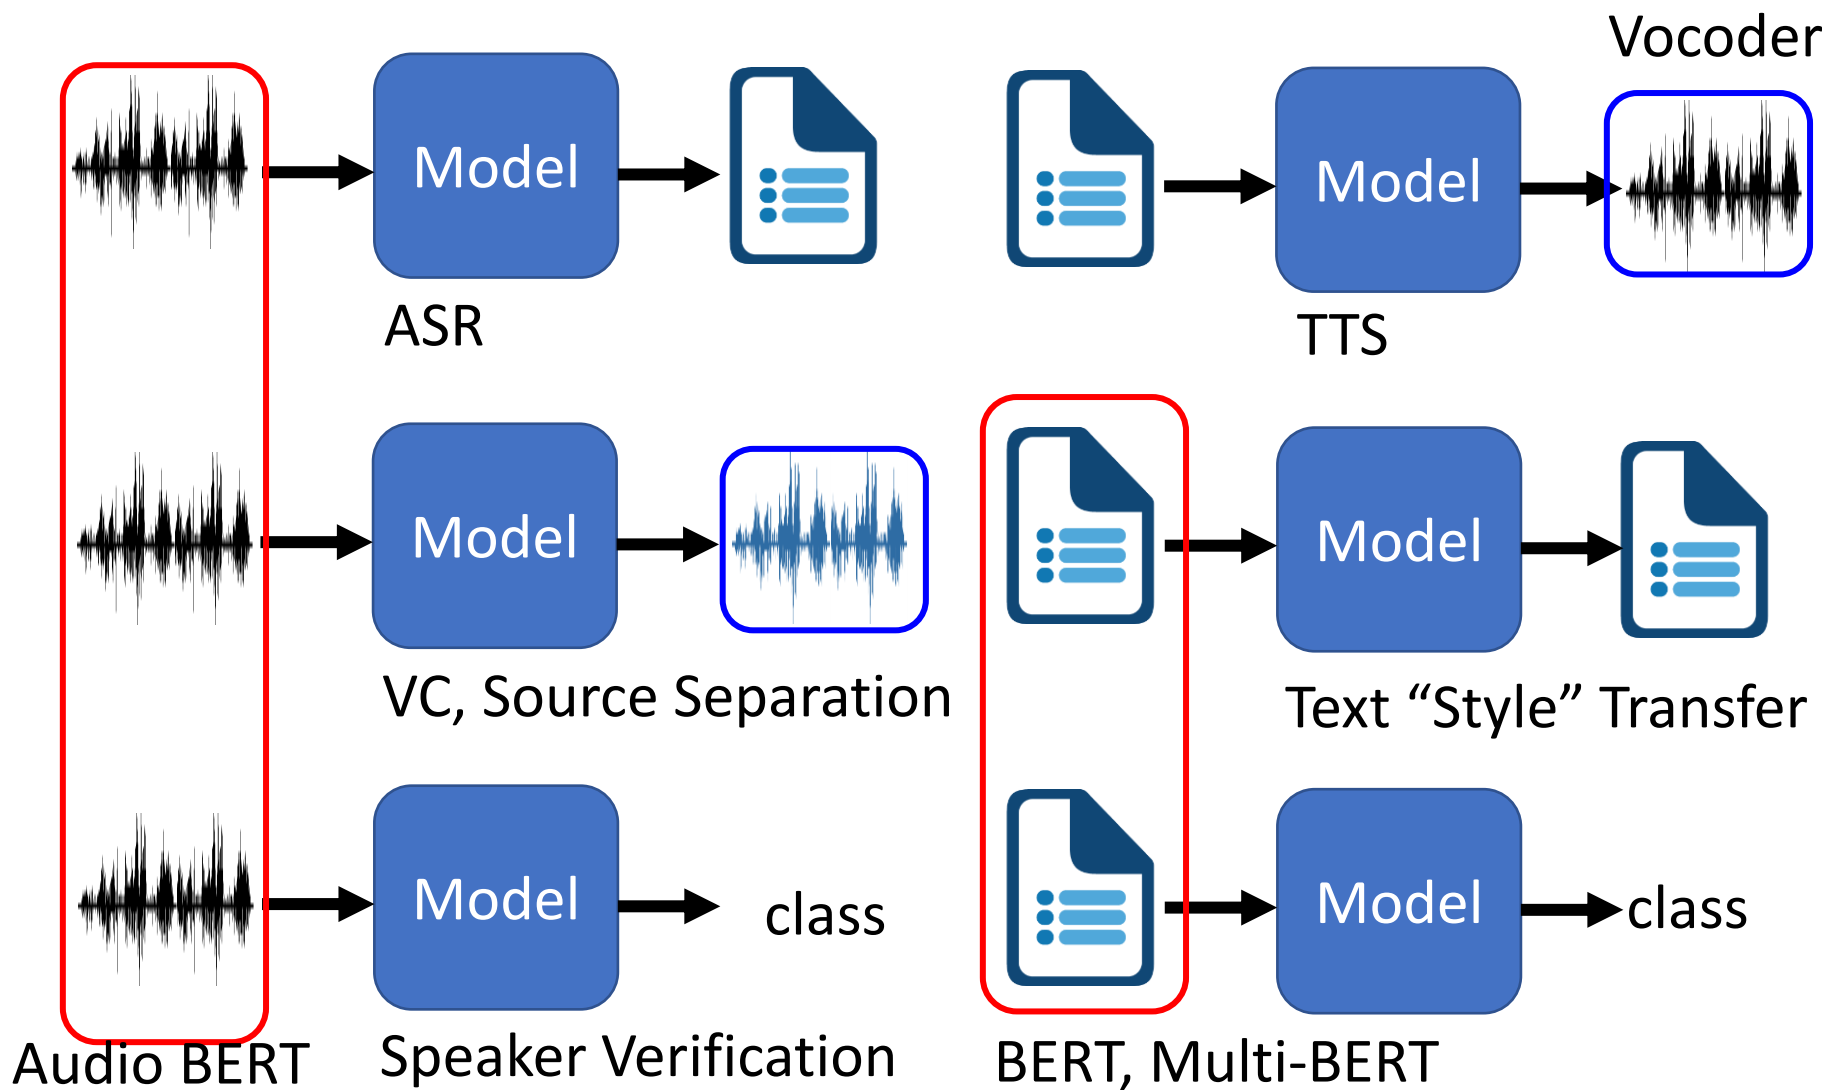 Vocoder
Model
Model
ASR
TTS
Model
Model
VC, Source Separation
Text “Style” Transfer
Model
class
Model
class
Audio BERT
Speaker Verification
BERT, Multi-BERT